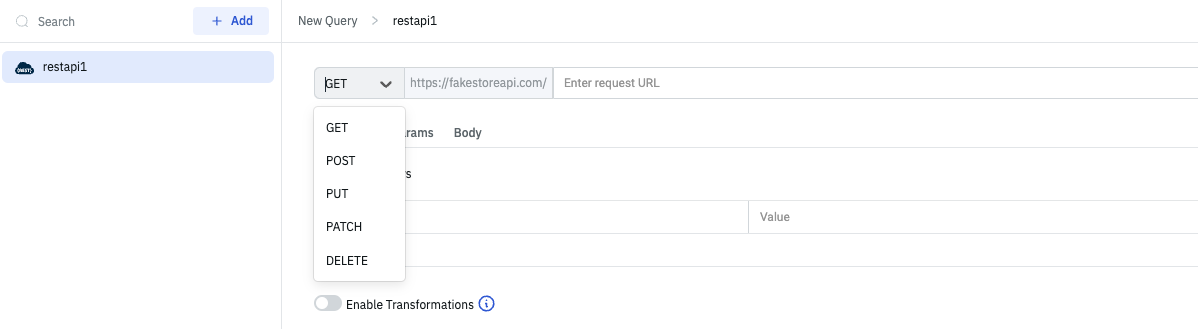 Search
+ Add
New Query > restapi1
restapi1
GET
https://fakestoreapi.com/
Enter request URL
GET
POST
PUT
PATCH
DELETE
Body
Value
Enable Transformations